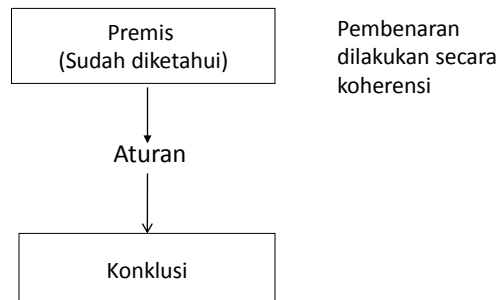 Premis
(Sudah diketahui)
Pembenaran
dilakukan secara
koherensi
Aturan
Konklusi